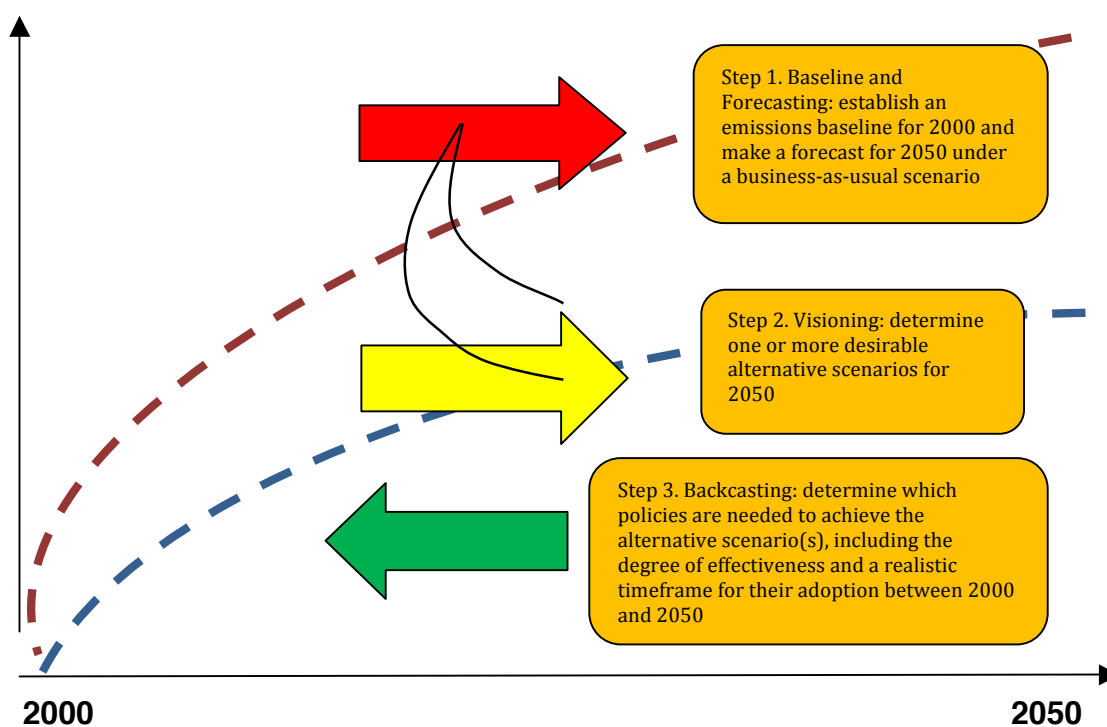 Step 1. Baseline and
Forecasting: establish an
emissions baseline for 2000 and
make a forecast for 2050 under
a business-as-usual scenario
Step 2. Visioning: determine
one or more desirable
alternative scenarios for
2050
Step 3. Backcasting: determine which
policies are needed to achieve the
alternative scenario(s), including the
degree of effectiveness and a realistic
timeframe for their adoption between 2000
and 2050
2000
2050